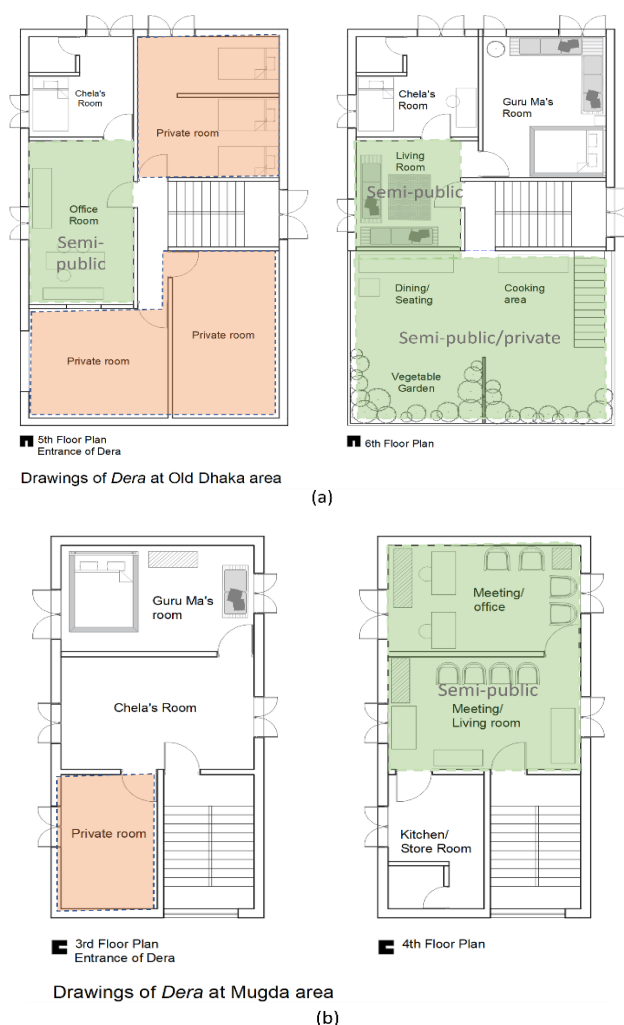 Chela's
Room
Private room
Office
Room
Semi-
public
Private room
Private room
5th Floor Plan
Entrance of Dera
Chela's
Room
Guru Ma's
Room
Living
Room
Semi-public
Dining/
Seating
Cooking
area
Semi-public/private
Vegetable
Garden
6th Floor Plan
Drawings of Dera at Old Dhaka area
(a)
Guru Ma's
room
Chela's Room
Private room
3rd Floor Plan
Entrance of Dera
Meeting/
office
Semi-public
Meeting/
Living room
Kitchen/
Store Room
4th Floor Plan
Drawings of Dera at Mugda area
(b)